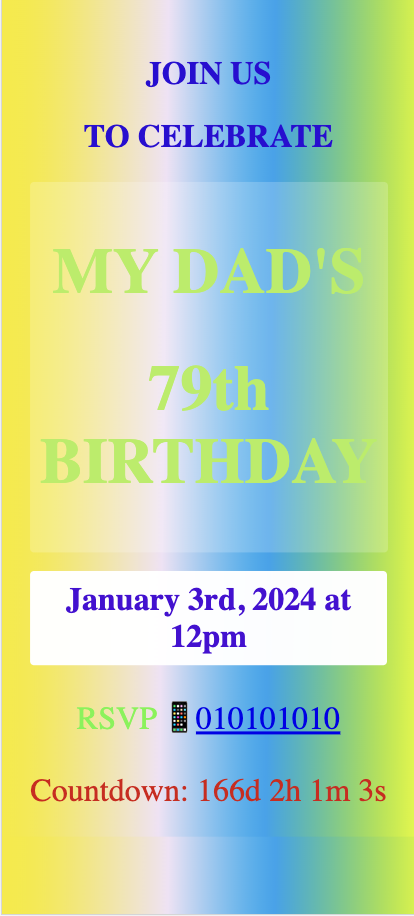 JOIN US
TO CELEBRATE
MY DAD'S
79th
BIRTHDAY
January 3rd, 2024 at
12pm
RSVP 📱010101010
Countdown: 166d 2h 1m 3s